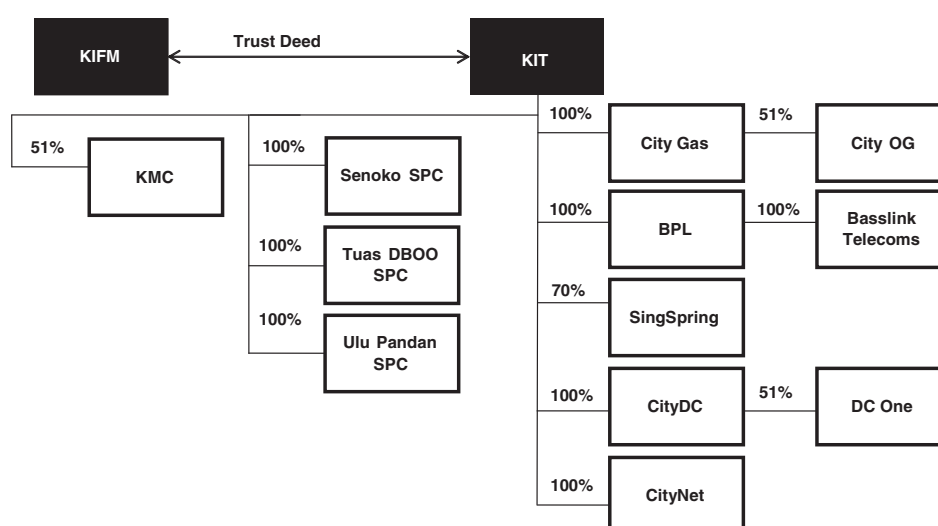 KIFM
Trust Deed
KIT
51%
KMC
100%
Senoko SPC
100%
Tuas DBOO
SPC
100%
Ulu Pandan
SPC
100%
City Gas
51%
City OG
100%
BPL
100%
Basslink
Telecoms
70%
SingSpring
100%
CityDC
51%
DC One
100%
CityNet